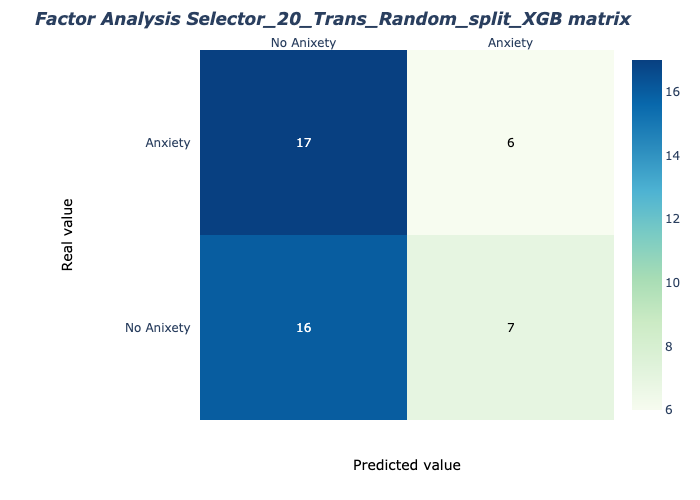 Factor Analysis Selector_20_Trans_Random_split_XGB matrix
No Anixety
Anxiety
Anxiety
17
6
No Anixety
16
7
Real value
Predicted value
16
14
12
10
8
6